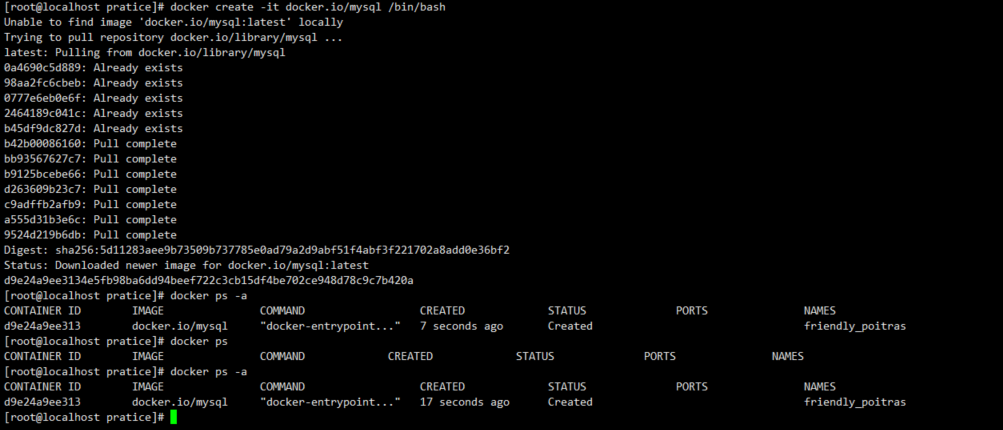 [root@localhost pratice]# docker create -it docker.io/mysql /bin/bash
Unable to find image 'docker.io/mysql:latest' locally
Trying to pull repository docker.io/library/mysql ...
latest: Pulling from docker.io/library/mysql
0a4690c5d889: Already exists
98aa2fc6cbeb: Already exists
0777e6eb0e6f: Already exists
2464189c041c: Already exists
b45df9dc827d: Already exists
b42b00086160: Pull complete
bb93567627c7: Pull complete
b9125bcebe66: Pull complete
d263609b23c7: Pull complete
c9adffb2afb9: Pull complete
a555d31b3e6c: Pull complete
9524d219b6db: Pull complete
Digest: sha256:5d11283aee9b73509b737785e0ad79a2d9abf51f4abf3f221702a8add0e36bf2
Status: Downloaded newer image for docker.io/mysql:latest
d9e24a9ee3134e5fb98ba6dd94beef722c3cb15df4be702ce948d78c9c7b420a
[root@localhost pratice]# docker ps -a
CONTAINER ID        IMAGE               COMMAND                  CREATED             STATUS              PORTS               NAMES
d9e24a9ee313        docker.io/mysql     "docker-entrypoint..."   7 seconds ago       Created                                 friendly_poitras
[root@localhost pratice]# docker ps
CONTAINER ID        IMAGE               COMMAND             CREATED             STATUS              PORTS               NAMES
[root@localhost pratice]# docker ps -a
CONTAINER ID        IMAGE               COMMAND                  CREATED             STATUS              PORTS               NAMES
d9e24a9ee313        docker.io/mysql     "docker-entrypoint..."   17 seconds ago      Created                                 friendly_poitras
[root@localhost pratice]#